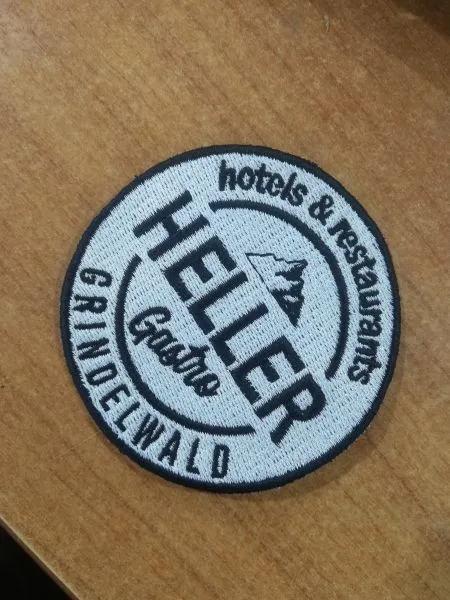 hotels & restaurants
HELLER
Gastro
GRINDELWALD